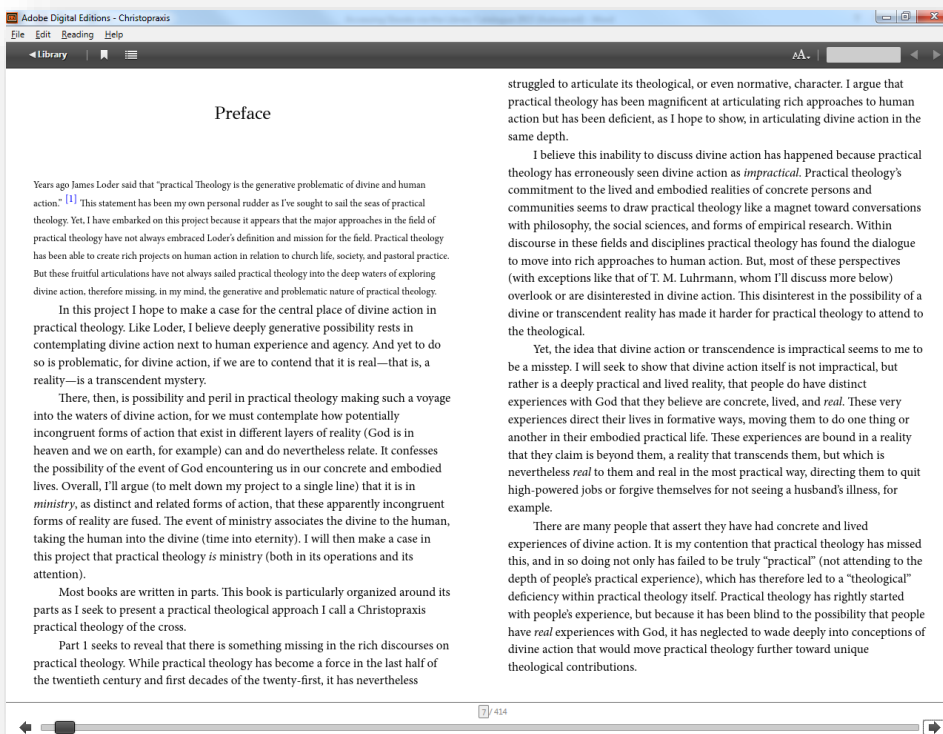 Adobe Digital Editions - Christopraxis
File Edit Reading Help
Library
AA
Preface
Years ago James Loder said that “practical Theology is the generative problematic of divine and human
action.” [1] This statement has been my own personal rudder as I’ve sought to sail the seas of practical
theology. Yet, I have embarked on this project because it appears that the major approaches in the field of
practical theology have not always embraced Loder’s definition and mission for the field. Practical theology
has been able to create rich projects on human action in relation to church life, society, and pastoral practice.
But these fruitful articulations have not always sailed practical theology into the deep waters of exploring
divine action, therefore missing, in my mind, the generative and problematic nature of practical theology.
In this project I hope to make a case for the central place of divine action in
practical theology. Like Loder, I believe deeply generative possibility rests in
contemplating divine action next to human experience and agency. And yet to do
so is problematic, for divine action, if we are to contend that it is real—that is, a
reality—is a transcendent mystery.
There, then, is possibility and peril in practical theology making such a voyage
into the waters of divine action, for we must contemplate how potentially
incongruent forms of action that exist in different layers of reality (God is in
heaven and we on earth, for example) can and do nevertheless relate. It confesses
the possibility of the event of God encountering us in our concrete and embodied
lives. Overall, I’ll argue (to melt down my project to a single line) that it is in
ministry, as distinct and related forms of action, that these apparently incongruent
forms of reality are fused. The event of ministry associates the divine to the human,
taking the human into the divine (time into eternity). I will then make a case in
this project that practical theology is ministry (both in its operations and its
attention).
Most books are written in parts. This book is particularly organized around its
parts as I seek to present a practical theological approach I call a Christopraxis
practical theology of the cross.
Part 1 seeks to reveal that there is something missing in the rich discourses on
practical theology. While practical theology has become a force in the last half of
the twentieth century and first decades of the twenty-first, it has nevertheless
struggled to articulate its theological, or even normative, character. I argue that
practical theology has been magnificent at articulating rich approaches to human
action but has been deficient, as I hope to show, in articulating divine action in the
same depth.
I believe this inability to discuss divine action has happened because practical
theology has erroneously seen divine action as impractical. Practical theology’s
commitment to the lived and embodied realities of concrete persons and
communities seems to draw practical theology like a magnet toward conversations
with philosophy, the social sciences, and forms of empirical research. Within
discourse in these fields and disciplines practical theology has found the dialogue
to move into rich approaches to human action. But, most of these perspectives
(with exceptions like that of T. M. Luhrmann, whom I’ll discuss more below)
overlook or are disinterested in divine action. This disinterest in the possibility of a
divine or transcendent reality has made it harder for practical theology to attend to
the theological.
Yet, the idea that divine action or transcendence is impractical seems to me to
be a misstep. I will seek to show that divine action itself is not impractical, but
rather is a deeply practical and lived reality, that people do have distinct
experiences with God that they believe are concrete, lived, and real. These very
experiences direct their lives in formative ways, moving them to do one thing or
another in their embodied practical life. These experiences are bound in a reality
that they claim is beyond them, a reality that transcends them, but which is
nevertheless real to them and real in the most practical way, directing them to quit
high-powered jobs or forgive themselves for not seeing a husband’s illness, for
example.
There are many people that assert they have had concrete and lived
experiences of divine action. It is my contention that practical theology has missed
this, and in so doing not only has failed to be truly “practical” (not attending to the
depth of people’s practical experience), which has therefore led to a “theological”
deficiency within practical theology itself. Practical theology has rightly started
with people’s experience, but because it has been blind to the possibility that people
have real experiences with God, it has neglected to wade deeply into conceptions of
divine action that would move practical theology further toward unique
theological contributions.
7 / 414